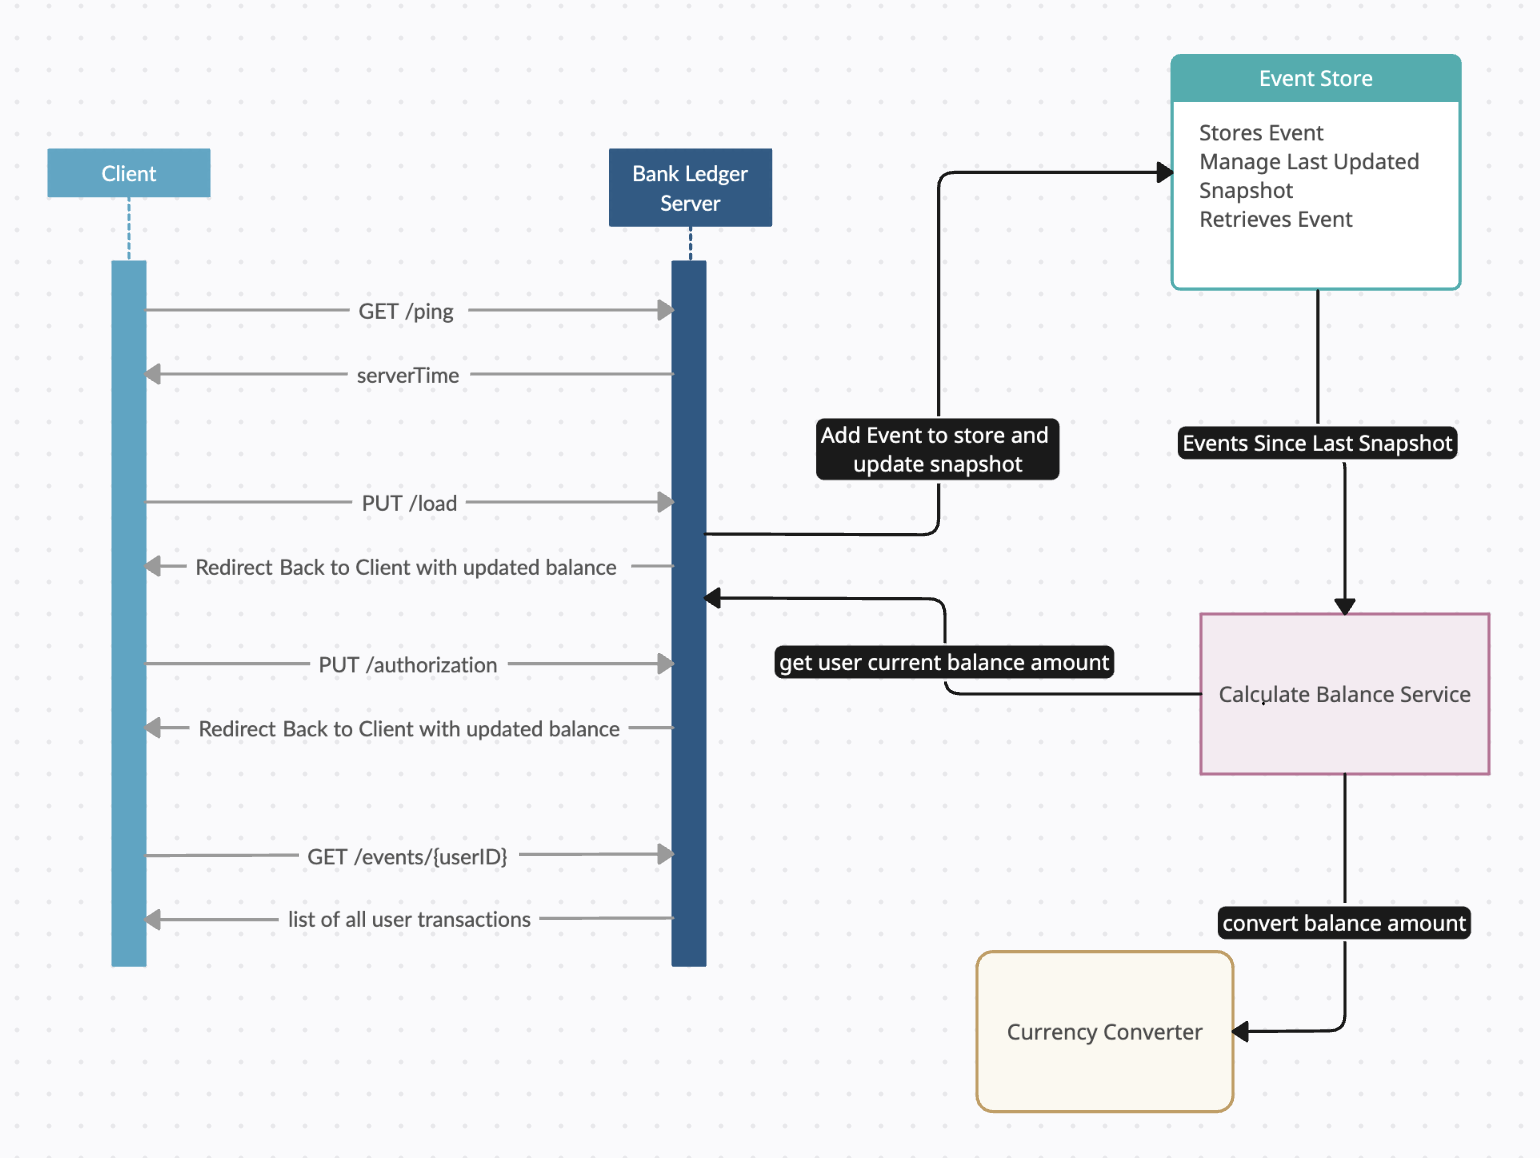 Event Store
Stores Event
Manage Last Updated
Snapshot
Retrieves Event
Client
Bank Ledger
Server
GET /ping
serverTime
PUT /load
Redirect Back to Client with updated balance
PUT /authorization
Redirect Back to Client with updated balance
GET /events/{userID}
list of all user transactions
Add Event to store and
update snapshot
Events Since Last Snapshot
get user current balance amount
Calculate Balance Service
convert balance amount
Currency Converter